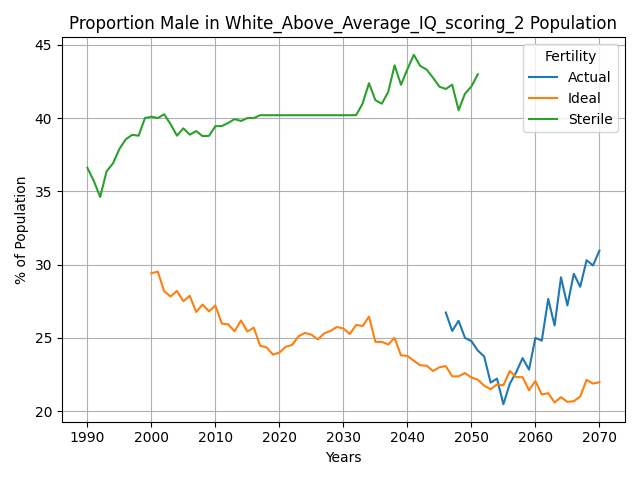 Proportion Male in White_Above_Average_IQ_scoring_2 Population
45
40
35
30
25
20
% of Population
Fertility
Actual
Ideal
Sterile
1990 2000 2010 2020 2030 2040 2050 2060 2070
Years